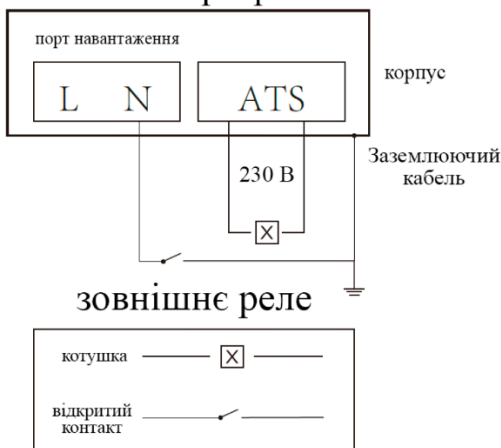 порт навантаження
L N ATS
корпус
Заземлюючий
кабель
230 В
X
зовнішнє реле
котушка X
відкритий
контакт